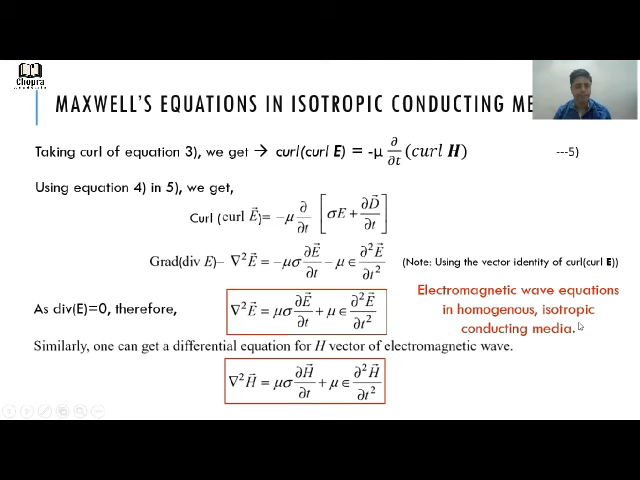 Chopra
MAXWELL'S EQUATIONS IN ISOTROPIC CONDUCTING ME
Taking curl of equation 3), we get → curl(curl E) = -μ ∂/∂t (curl H) ---5)
Using equation 4) in 5), we get,
Curl (curl E⃗)= −μ ∂/∂t [σE + ∂D⃗/∂t]
Grad(div E)− ∇²E⃗ = −μσ ∂E⃗/∂t − μ ∈ ∂²E⃗/∂t² (Note: Using the vector identity of curl(curl E))
As div(E)=0, therefore, ∇²E⃗ = μσ ∂E⃗/∂t + μ ∈ ∂²E⃗/∂t²
Electromagnetic wave equations
in homogenous, isotropic
conducting media.
Similarly, one can get a differential equation for H vector of electromagnetic wave.
∇²H⃗ = μσ ∂H⃗/∂t + μ ∈ ∂²H⃗/∂t²